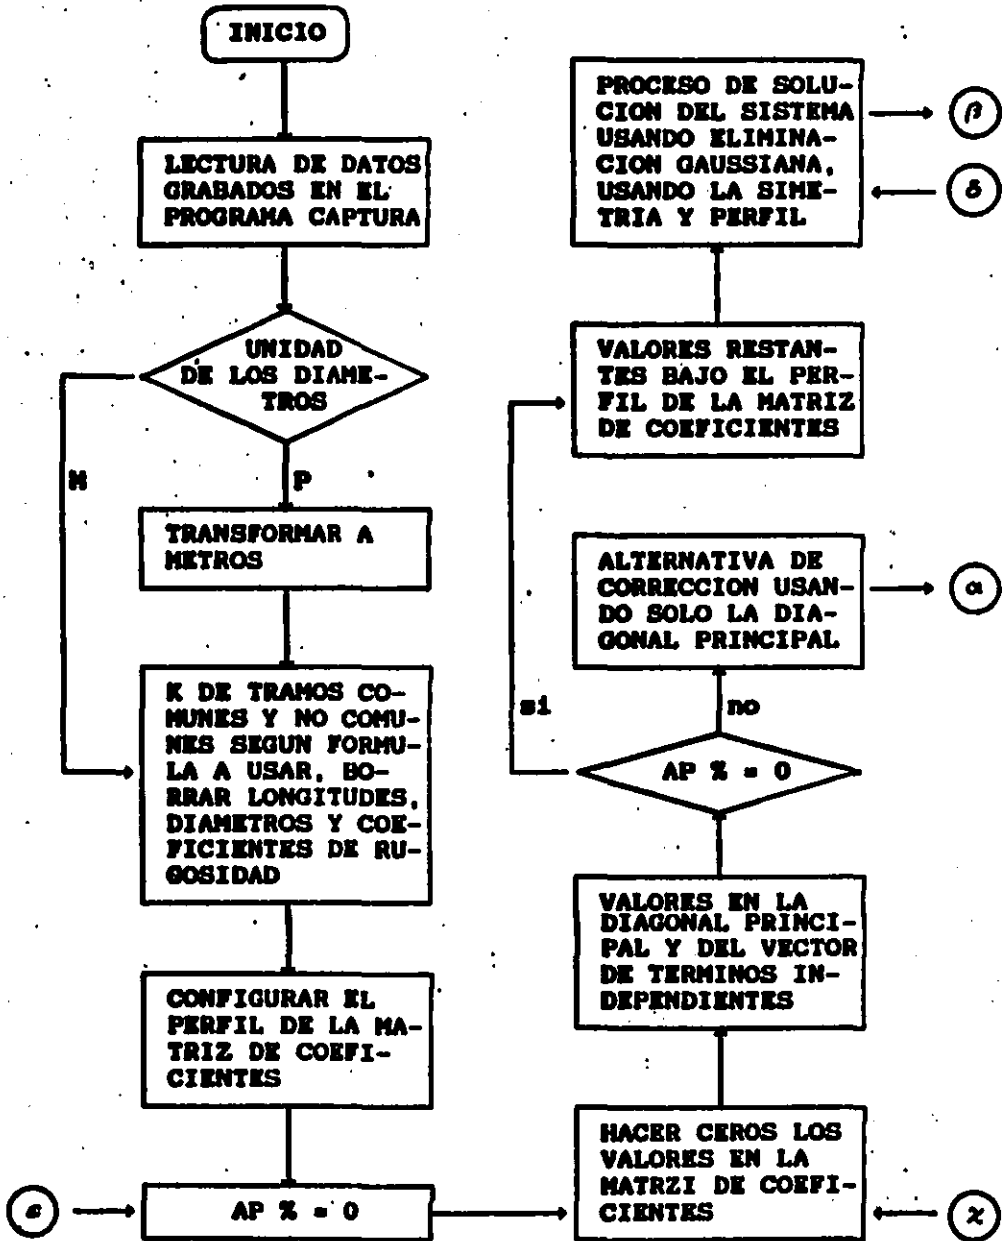 INICIO
LECTURA DE DATOS
GRABADOS EN EL
PROGRAMA CAPTURA
UNIDAD
DE LOS DIAME-
TROS
M
P
TRANSFORMAR A
METROS
K DE TRAMOS CO-
MUNES Y NO COMU-
NES SEGUN FORMU-
LA A USAR, BO-
RRAR LONGITUDES,
DIAMETROS Y COE-
FICIENTES DE RU-
GOSIDAD
CONFIGURAR EL
PERFIL DE LA MA-
TRIZ DE COEFI-
CIENTES
ε
AP % = 0
PROCESO DE SOLU-
CION DEL SISTEMA
USANDO ELIMINA-
CION GAUSSIANA,
USANDO LA SIME-
TRIA Y PERFIL
β
δ
VALORES RESTAN-
TES BAJO EL PER-
FIL DE LA MATRIZ
DE COEFICIENTES
ALTERNATIVA DE
CORRECCION USAN-
DO SOLO LA DIA-
GONAL PRINCIPAL
α
si
no
AP % = 0
VALORES EN LA
DIAGONAL PRINCI-
PAL Y DEL VECTOR
DE TERMINOS IN-
DEPENDIENTES
HACER CEROS LOS
VALORES EN LA
MATRZI DE COEFI-
CIENTES
χ